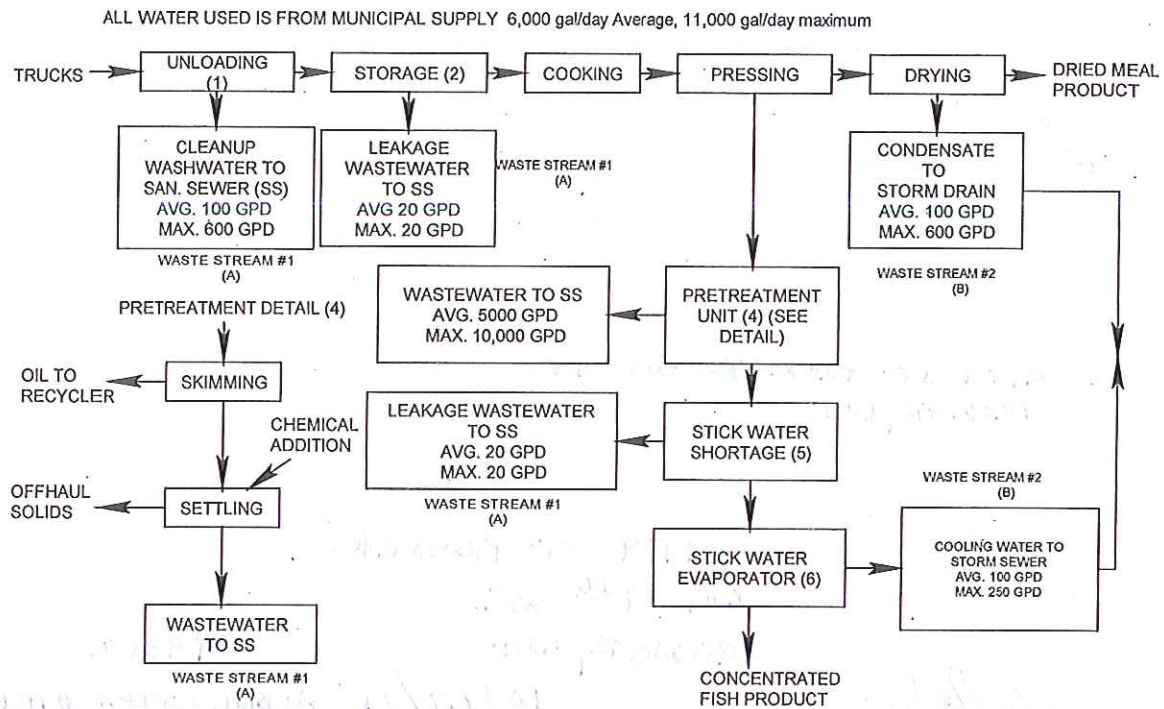 ALL WATER USED IS FROM MUNICIPAL SUPPLY 6,000 gal/day Average, 11,000 gal/day maximum
TRUCKS
UNLOADING
(1)
STORAGE (2)
COOKING
PRESSING
DRYING
DRIED MEAL
PRODUCT
CLEANUP
WASHWATER TO
SAN. SEWER (SS)
AVG. 100 GPD
MAX. 600 GPD
WASTE STREAM #1
(A)
LEAKAGE
WASTEWATER
TO SS
AVG 20 GPD
MAX. 20 GPD
WASTE STREAM #1
(A)
CONDENSATE
TO
STORM DRAIN
AVG. 100 GPD
MAX. 600 GPD
WASTE STREAM #2
(B)
WASTEWATER TO SS
AVG. 5000 GPD
MAX. 10,000 GPD
PRETREATMENT
UNIT (4) (SEE
DETAIL)
PRETREATMENT DETAIL (4)
SKIMMING
OIL TO
RECYCLER
CHEMICAL
ADDITION
OFFHAUL
SOLIDS
SETTLING
WASTEWATER
TO SS
WASTE STREAM #1
(A)
LEAKAGE WASTEWATER
TO SS
AVG. 20 GPD
MAX. 20 GPD
WASTE STREAM #1
(A)
STICK WATER
SHORTAGE (5)
STICK WATER
EVAPORATOR (6)
WASTE STREAM #2
(B)
COOLING WATER TO
STORM SEWER
AVG. 100 GPD
MAX. 250 GPD
CONCENTRATED
FISH PRODUCT